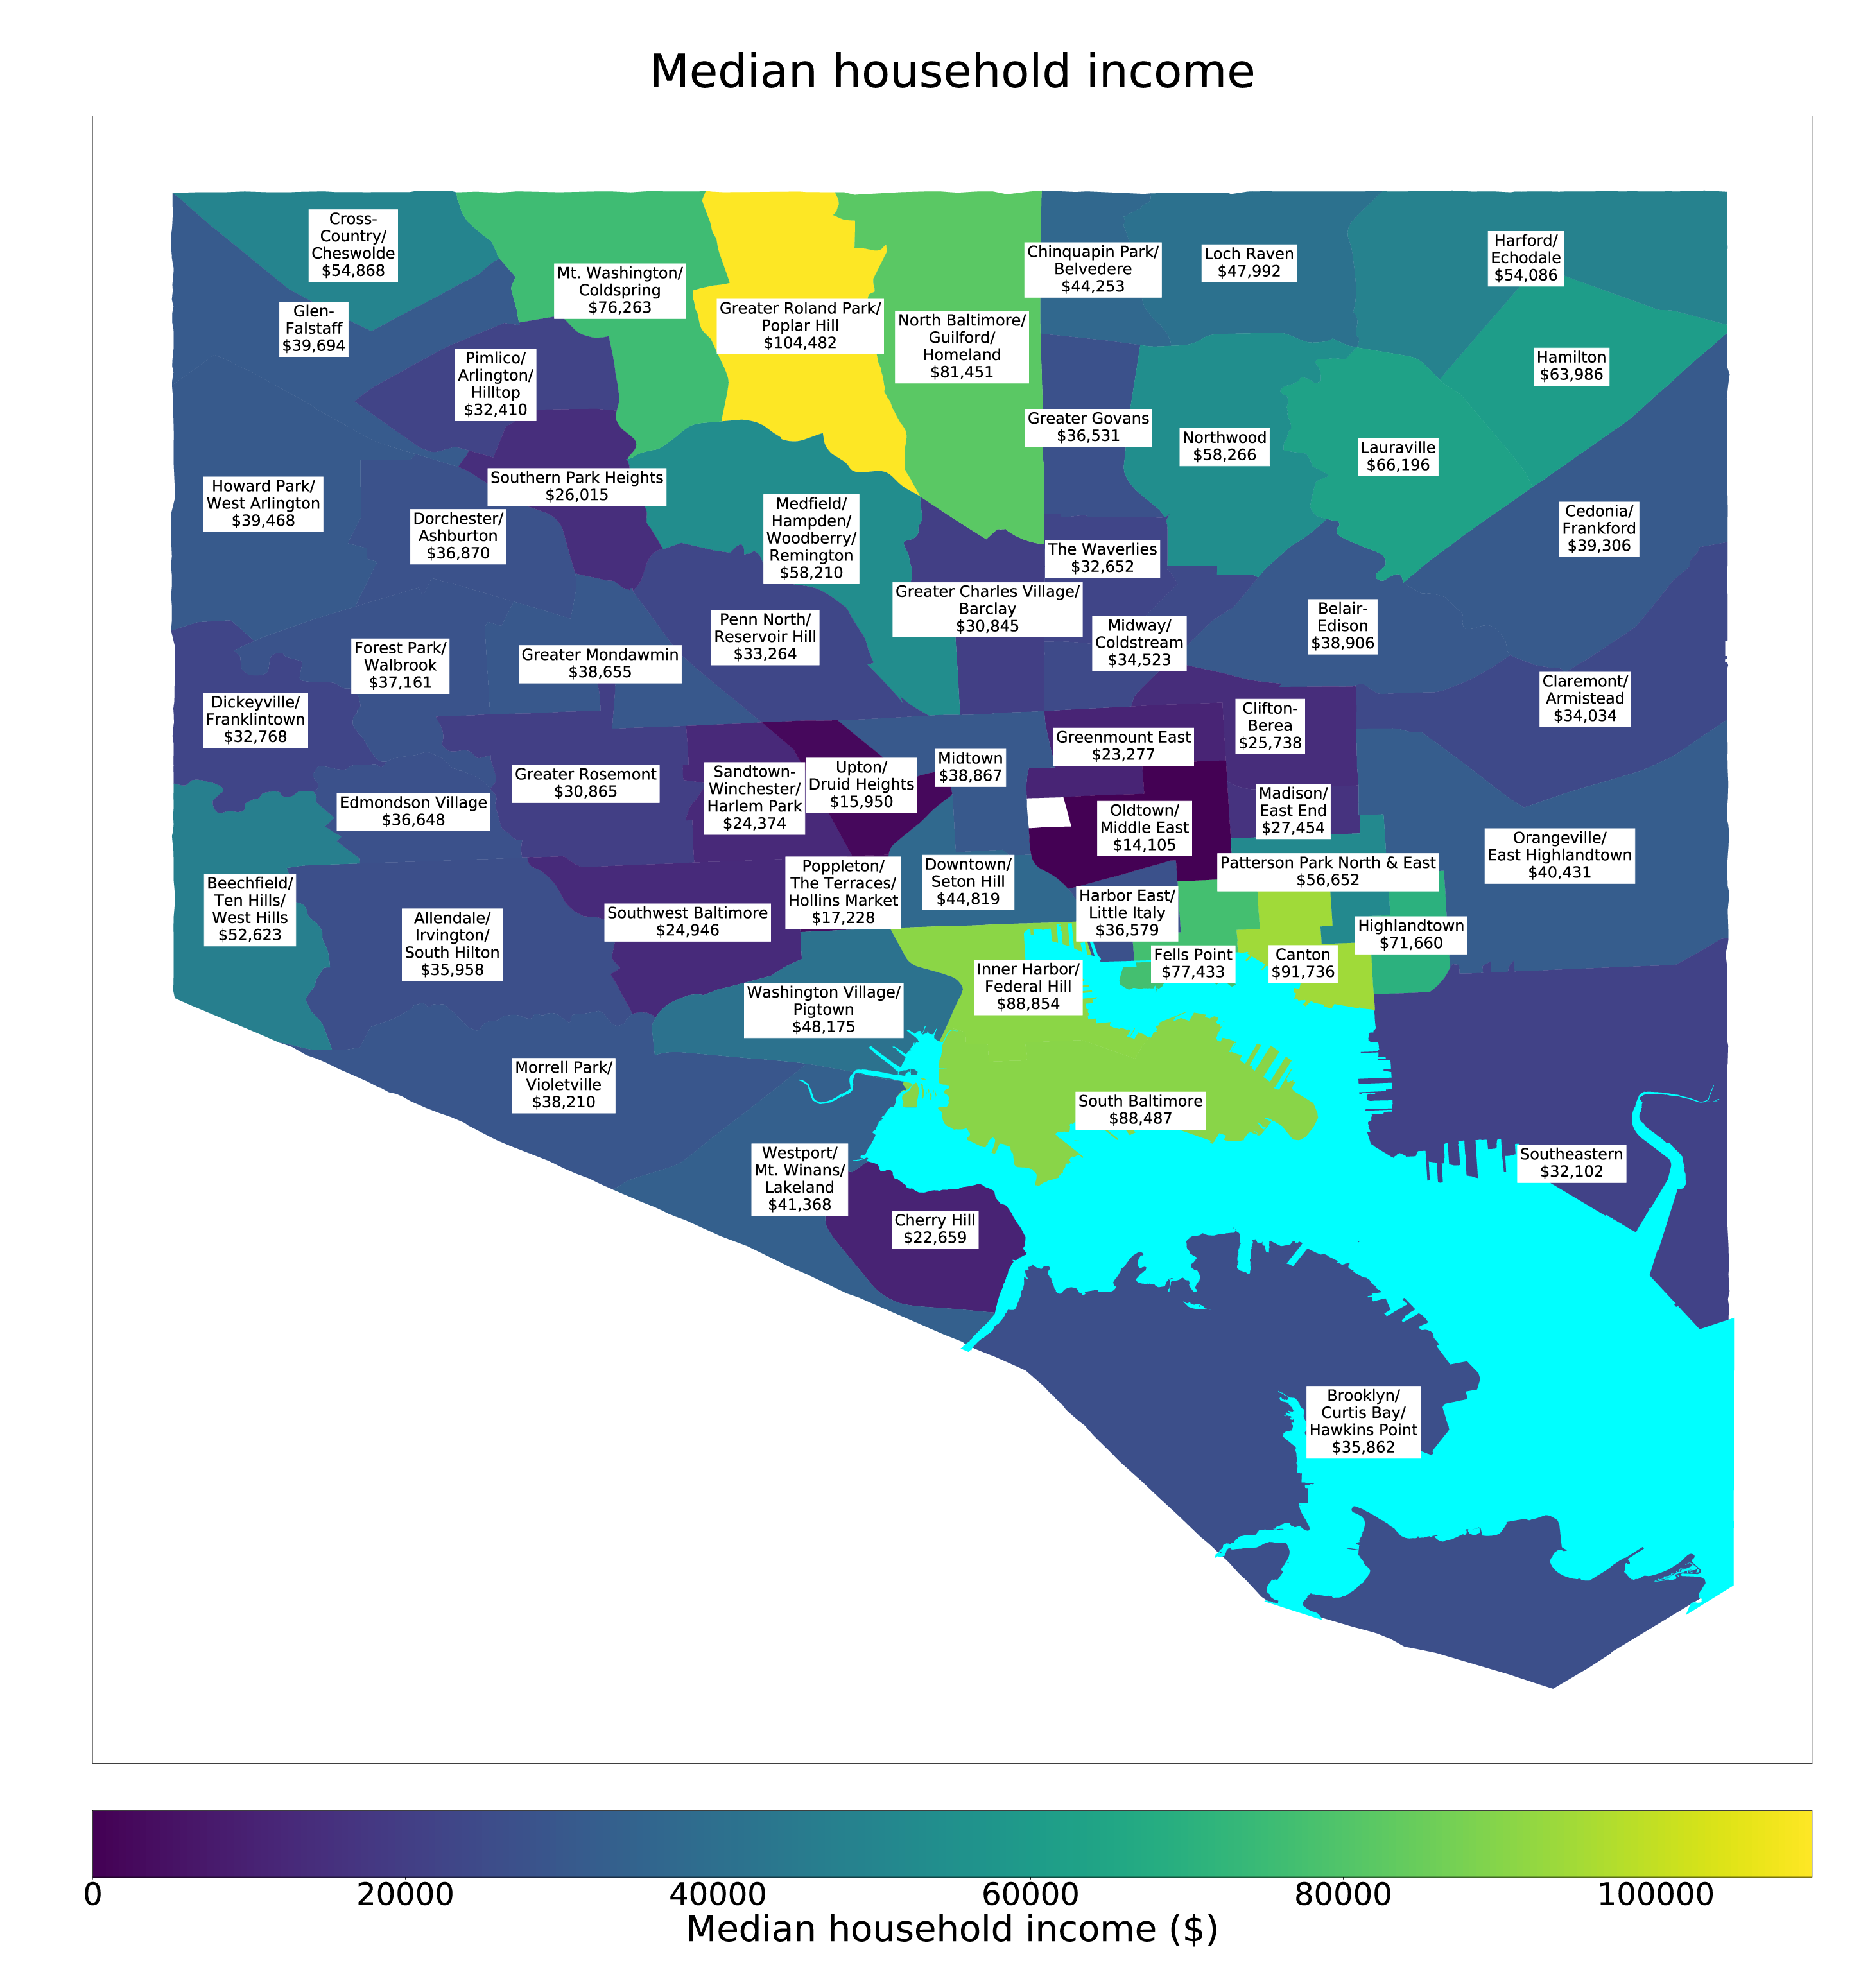 Median household income
Cross-
Country/
Cheswolde
$54,868
Mt. Washington/
Coldspring
$76,263
Greater Roland Park/
Poplar Hill
$104,482
North Baltimore/
Guilford/
Homeland
$81,451
Chinquapin Park/
Belvedere
$44,253
Loch Raven
$47,992
Harford/
Echodale
$54,086
Glen-
Falstaff
$39,694
Pimlico/
Arlington/
Hilltop
$32,410
Hamilton
$63,986
Greater Govans
$36,531
Northwood
$58,266
Lauraville
$66,196
Howard Park/
West Arlington
$39,468
Southern Park Heights
$26,015
Dorchester/
Ashburton
$36,870
Medfield/
Hampden/
Woodberry/
Remington
$58,210
Cedonia/
Frankford
$39,306
The Waverlies
$32,652
Greater Charles Village/
Barclay
$30,845
Penn North/
Reservoir Hill
$33,264
Midway/
Coldstream
$34,523
Belair-
Edison
$38,906
Forest Park/
Walbrook
$37,161
Greater Mondawmin
$38,655
Claremont/
Armistead
$34,034
Dickeyville/
Franklintown
$32,768
Clifton-
Berea
$25,738
Greenmount East
$23,277
Midtown
$38,867
Upton/
Druid Heights
$15,950
Sandtown-
Winchester/
Harlem Park
$24,374
Greater Rosemont
$30,865
Edmondson Village
$36,648
Oldtown/
Middle East
$14,105
Madison/
East End
$27,454
Orangeville/
East Highlandtown
$40,431
Patterson Park North & East
$56,652
Downtown/
Seton Hill
$44,819
Poppleton/
The Terraces/
Hollins Market
$17,228
Beechfield/
Ten Hills/
West Hills
$52,623
Allendale/
Irvington/
South Hilton
$35,958
Southwest Baltimore
$24,946
Harbor East/
Little Italy
$36,579
Highlandtown
$71,660
Fells Point
$77,433
Canton
$91,736
Inner Harbor/
Federal Hill
$88,854
Washington Village/
Pigtown
$48,175
Morrell Park/
Violetville
$38,210
South Baltimore
$88,487
Westport/
Mt. Winans/
Lakeland
$41,368
Southeastern
$32,102
Cherry Hill
$22,659
Brooklyn/
Curtis Bay/
Hawkins Point
$35,862
0 20000 40000 60000 80000 100000
Median household income ($)